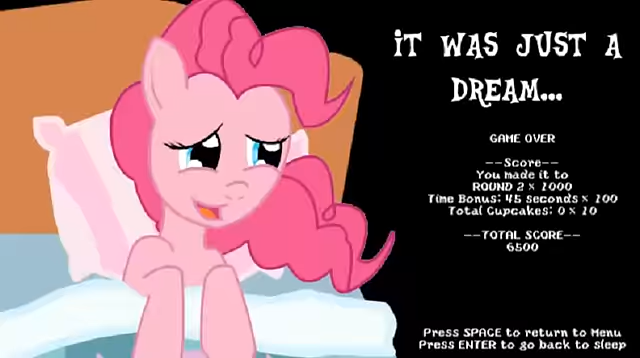 iT WAS JUST A
DREAM...
GAME OVER
--Score--
You made it to
ROUND 2 x 1000
Time Bonus: 45 seconds x 100
Total Cupcakes: 0 x 10
--TOTAL SCORE--
6500
Press SPACE to return to Menu
Press ENTER to go back to sleep